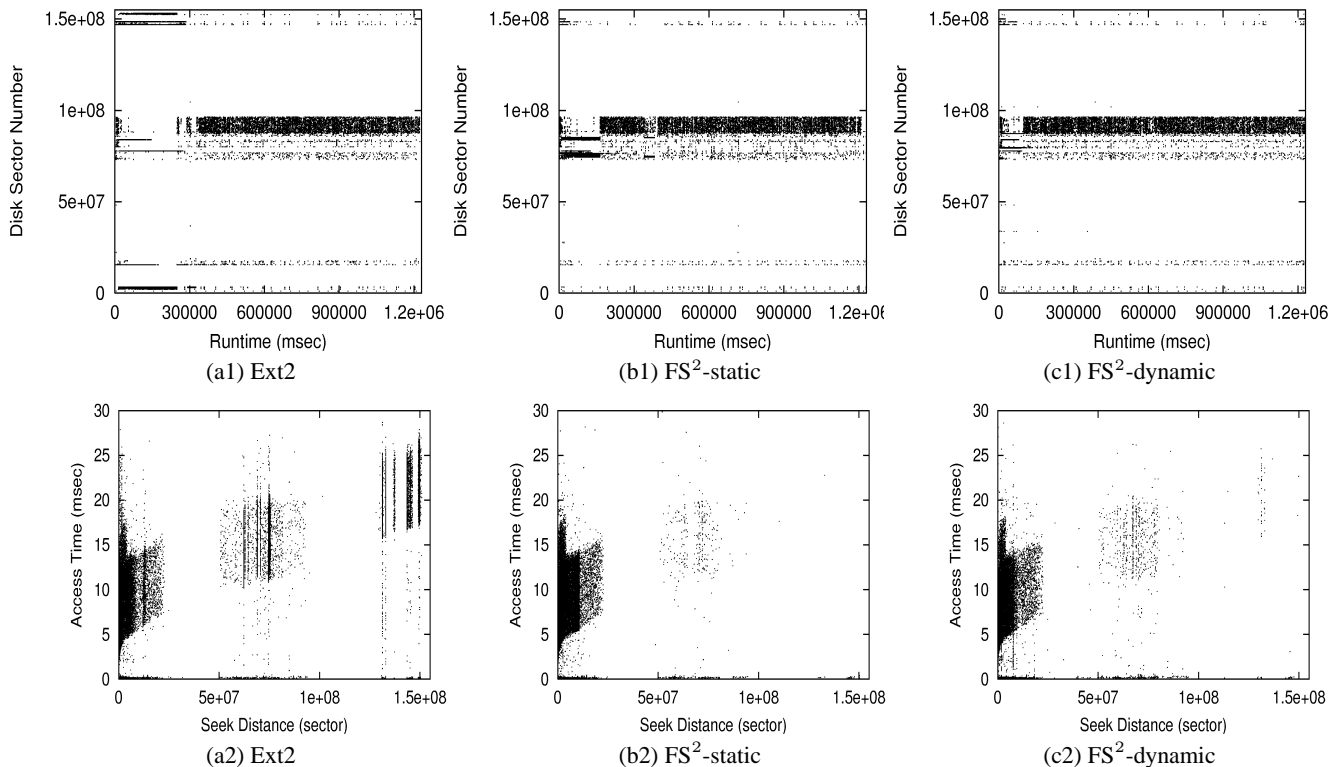 1.5e+08
1e+08
5e+07
0
Disk Sector Number
0 300000 600000 900000 1.2e+06
Runtime (msec)
(a1) Ext2
1.5e+08
1e+08
5e+07
0
Disk Sector Number
0 300000 600000 900000 1.2e+06
Runtime (msec)
(b1) FS²-static
1.5e+08
1e+08
5e+07
0
Disk Sector Number
0 300000 600000 900000 1.2e+06
Runtime (msec)
(c1) FS²-dynamic
30
25
20
15
10
5
0
Access Time (msec)
0 5e+07 1e+08 1.5e+08
Seek Distance (sector)
(a2) Ext2
30
25
20
15
10
5
0
Access Time (msec)
0 5e+07 1e+08 1.5e+08
Seek Distance (sector)
(b2) FS²-static
30
25
20
15
10
5
0
Access Time (msec)
0 5e+07 1e+08 1.5e+08
Seek Distance (sector)
(c2) FS²-dynamic